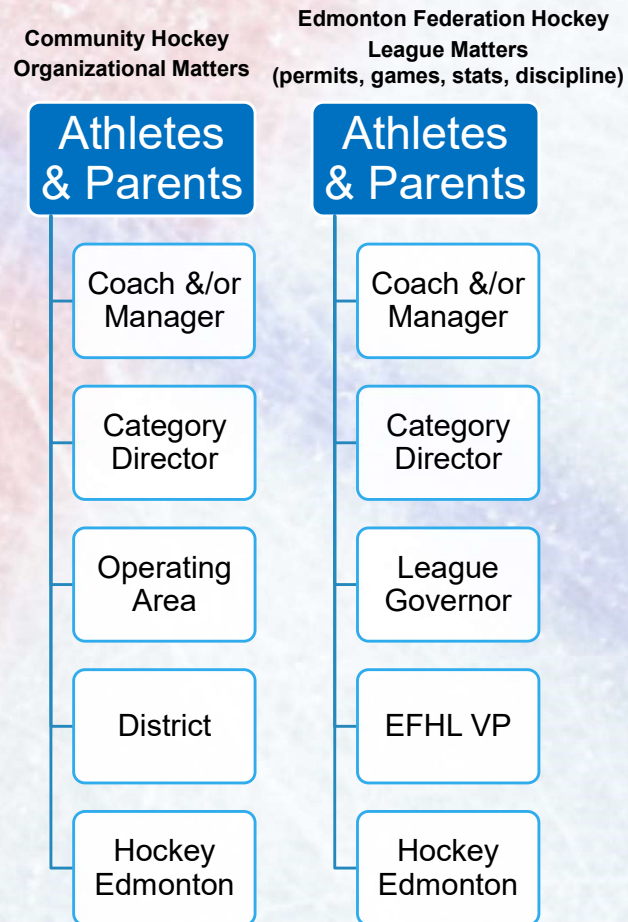 Community Hockey
Organizational Matters
Athletes
& Parents
Coach &/or
Manager
Category
Director
Operating
Area
District
Hockey
Edmonton
Edmonton Federation Hockey
League Matters
(permits, games, stats, discipline)
Athletes
& Parents
Coach &/or
Manager
Category
Director
League
Governor
EFHL VP
Hockey
Edmonton